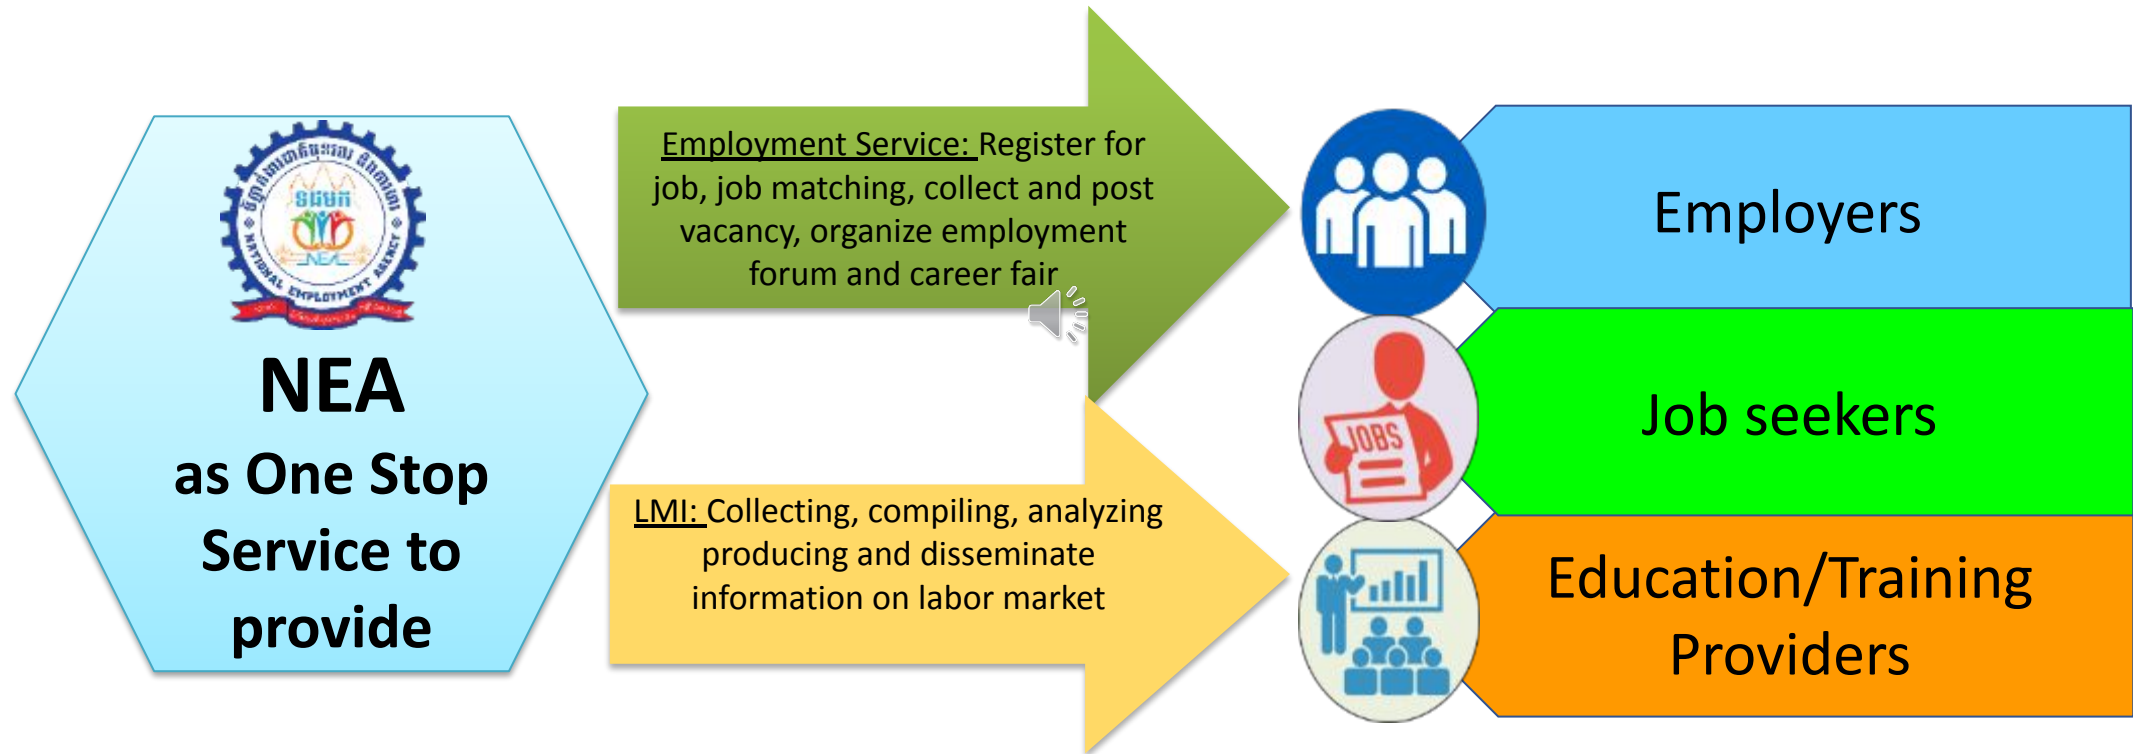 NATIONAL EMPLOYMENT AGENCY
NEA
NEA
as One Stop
Service to
provide
Employment Service: Register for
job, job matching, collect and post
vacancy, organize employment
forum and career fair
LMI: Collecting, compiling, analyzing
producing and disseminate
information on labor market
Employers
JOBS
Job seekers
Education/Training
Providers